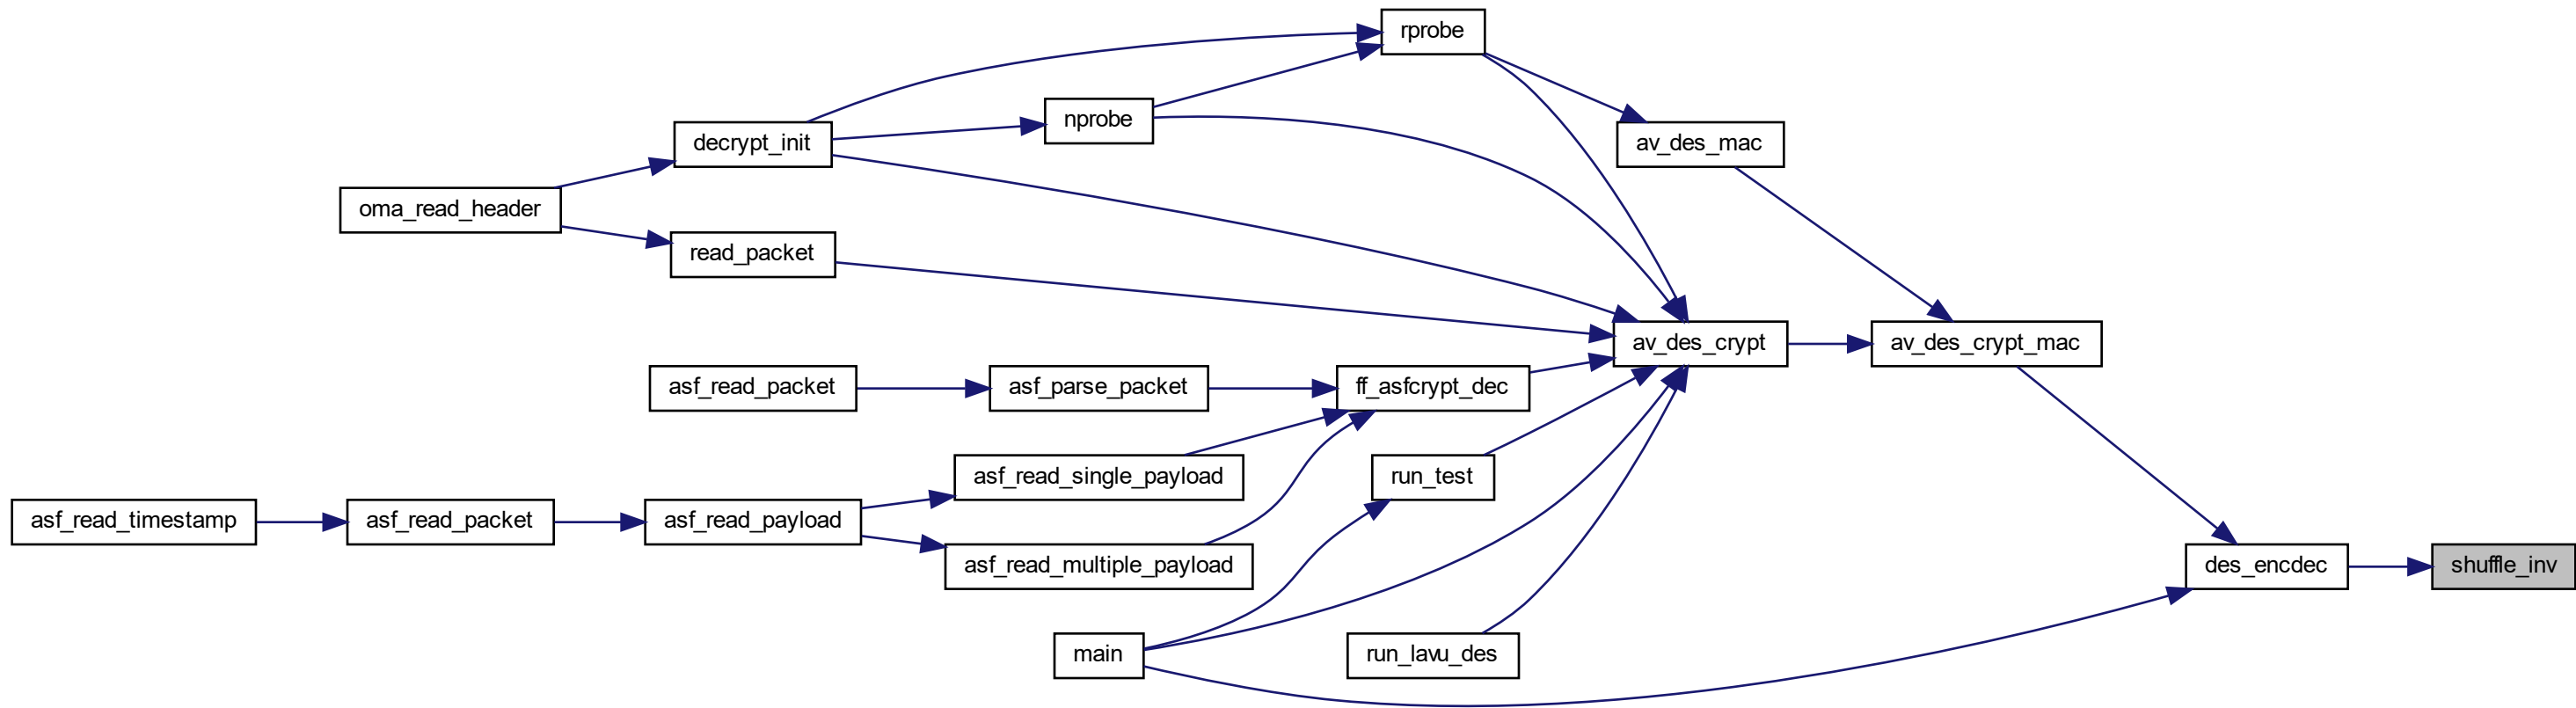 rprobe
nprobe
decrypt_init
av_des_mac
oma_read_header
read_packet
av_des_crypt
av_des_crypt_mac
asf_read_packet
asf_parse_packet
ff_asfcrypt_dec
asf_read_single_payload
run_test
asf_read_timestamp
asf_read_packet
asf_read_payload
asf_read_multiple_payload
des_encdec
shuffle_inv
main
run_lavu_des